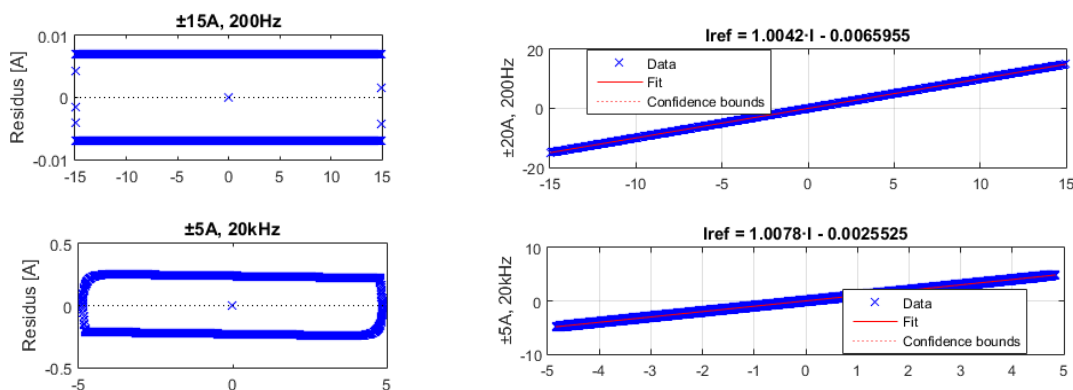 ±15A, 200Hz
Residus [A]
0.01
0
-0.01
-15 -10 -5 0 5 10 15
Iref = 1.0042·I - 0.0065955
±20A, 200Hz
20
0
-20
Data
Fit
Confidence bounds
-15 -10 -5 0 5 10 15
±5A, 20kHz
Residus [A]
0.5
0
-0.5
-5 0 5
Iref = 1.0078·I - 0.0025525
±5A, 20kHz
10
0
-10
Data
Fit
Confidence bounds
-5 -4 -3 -2 -1 0 1 2 3 4 5